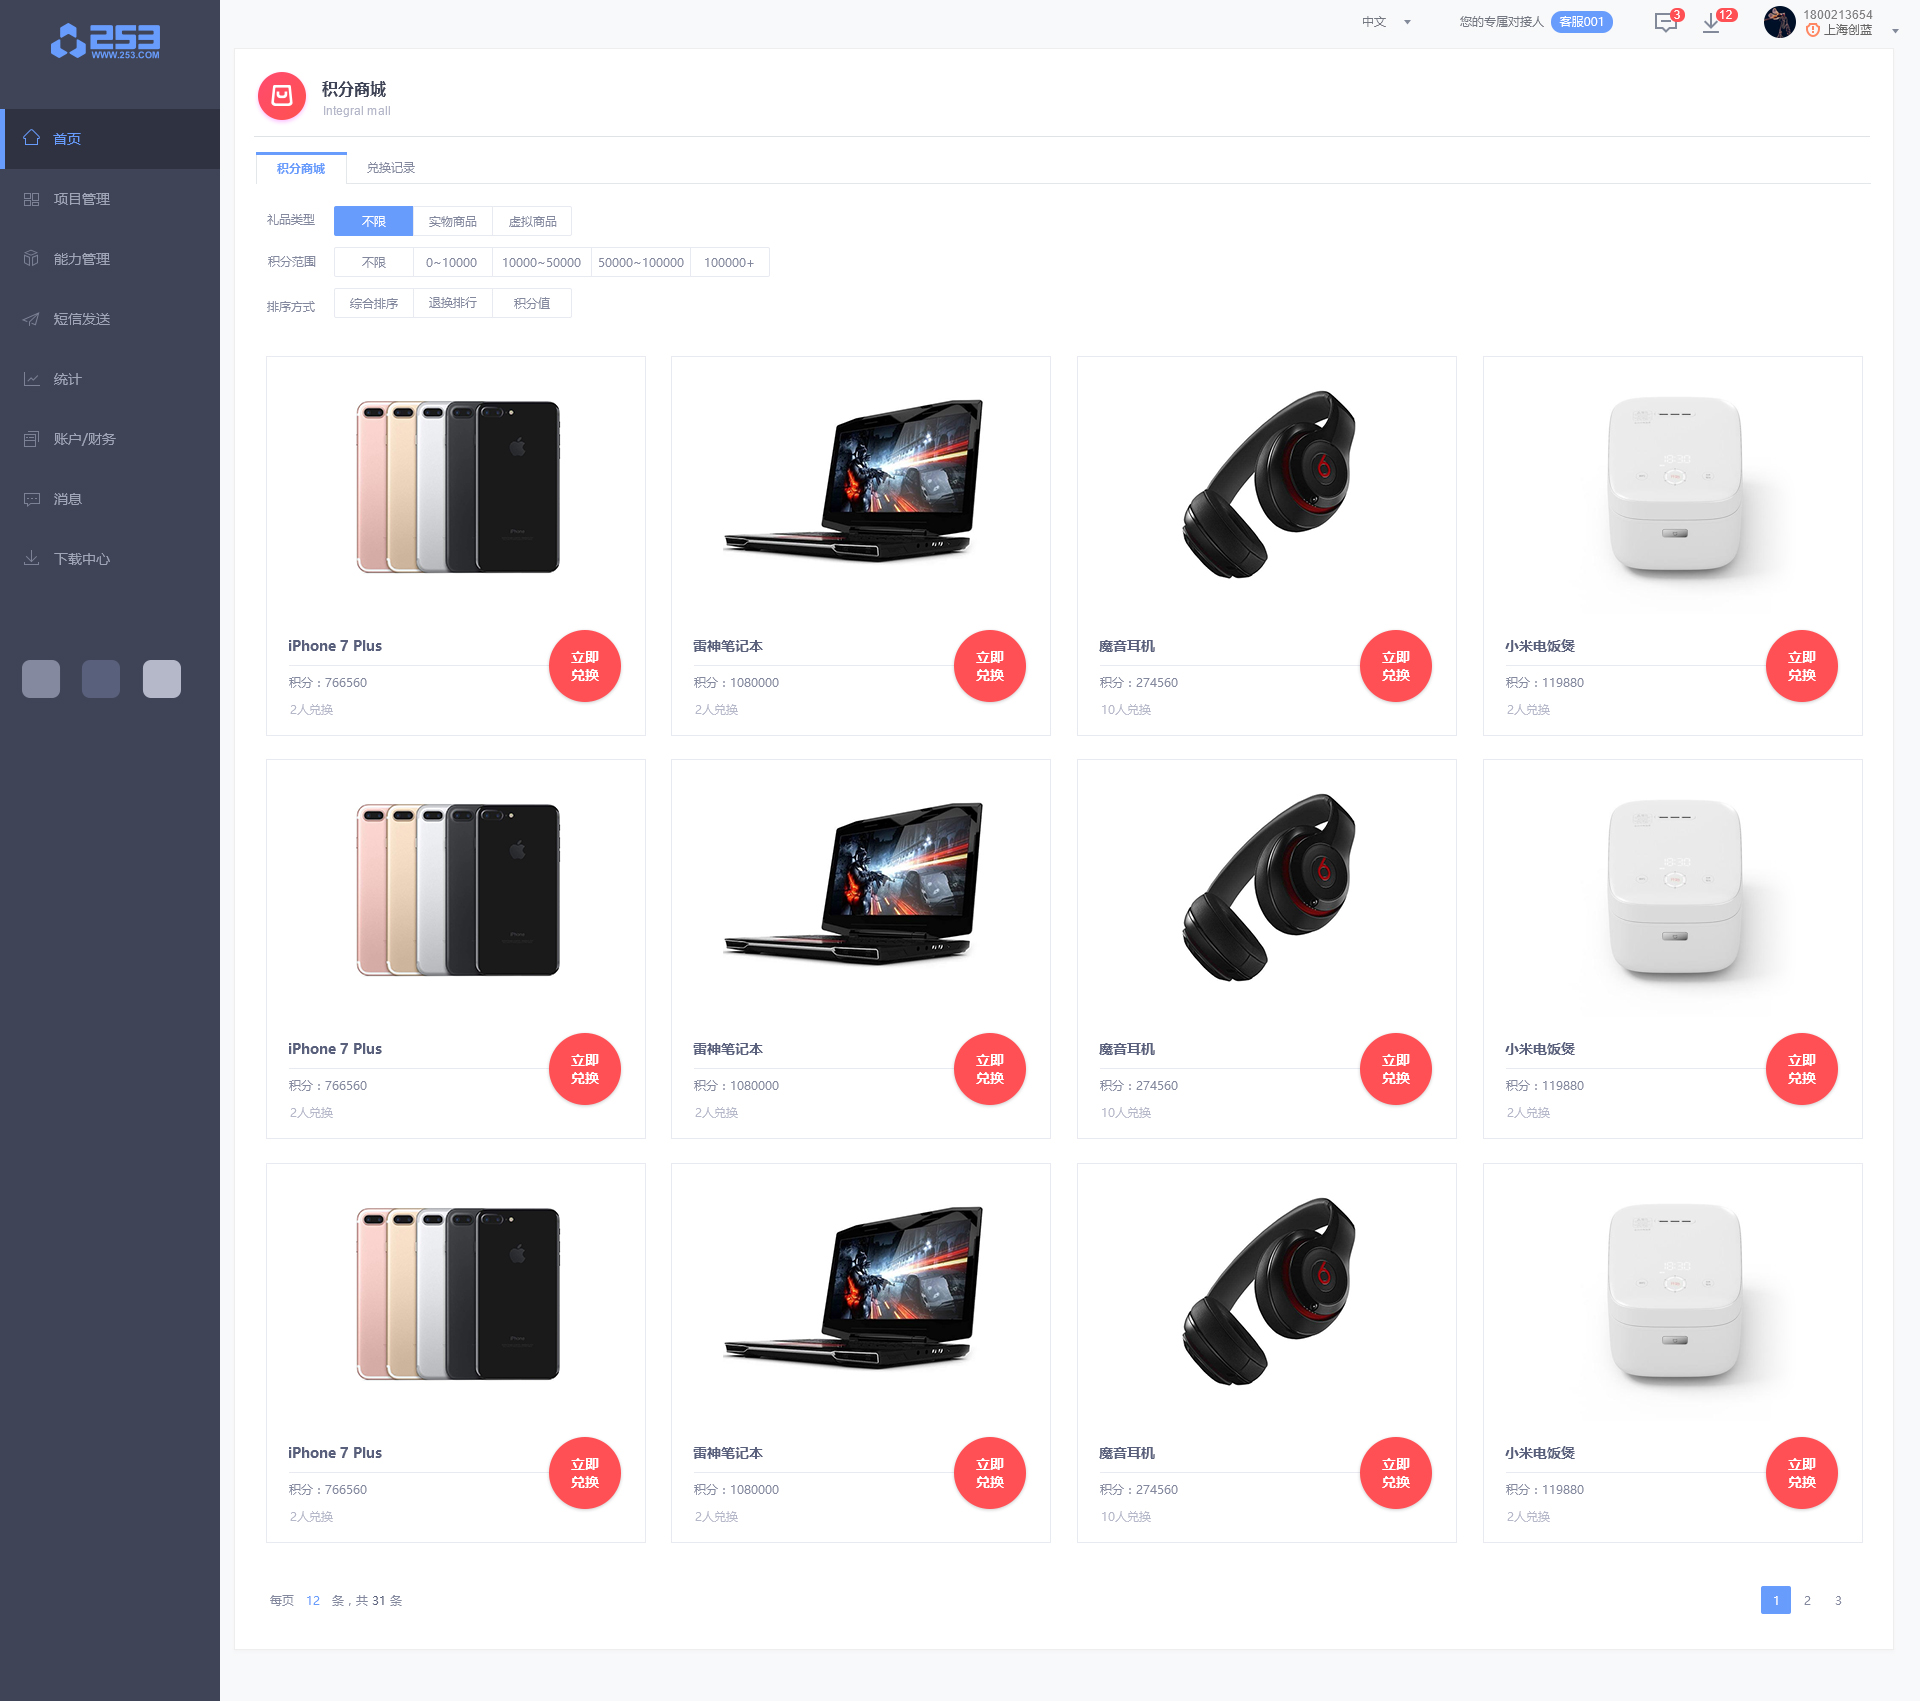 253
WWW.253.COM
中文
您的专属对接人 客服001
3
12
1800213654
上海创蓝
首页
项目管理
能力管理
短信发送
统计
账户/财务
消息
下载中心
积分商城
Integral mall
积分商城 兑换记录
礼品类型 不限 实物商品 虚拟商品
积分范围 不限 0~10000 10000~50000 50000~100000 100000+
排序方式 综合排序 退换排行 积分值
iPhone 7 Plus
积分：766560
2人兑换
立即
兑换
雷神笔记本
积分：1080000
2人兑换
立即
兑换
魔音耳机
积分：274560
10人兑换
立即
兑换
小米电饭煲
积分：119880
2人兑换
立即
兑换
iPhone 7 Plus
积分：766560
2人兑换
立即
兑换
雷神笔记本
积分：1080000
2人兑换
立即
兑换
魔音耳机
积分：274560
10人兑换
立即
兑换
小米电饭煲
积分：119880
2人兑换
立即
兑换
iPhone 7 Plus
积分：766560
2人兑换
立即
兑换
雷神笔记本
积分：1080000
2人兑换
立即
兑换
魔音耳机
积分：274560
10人兑换
立即
兑换
小米电饭煲
积分：119880
2人兑换
立即
兑换
每页 12 条，共 31 条
1 2 3